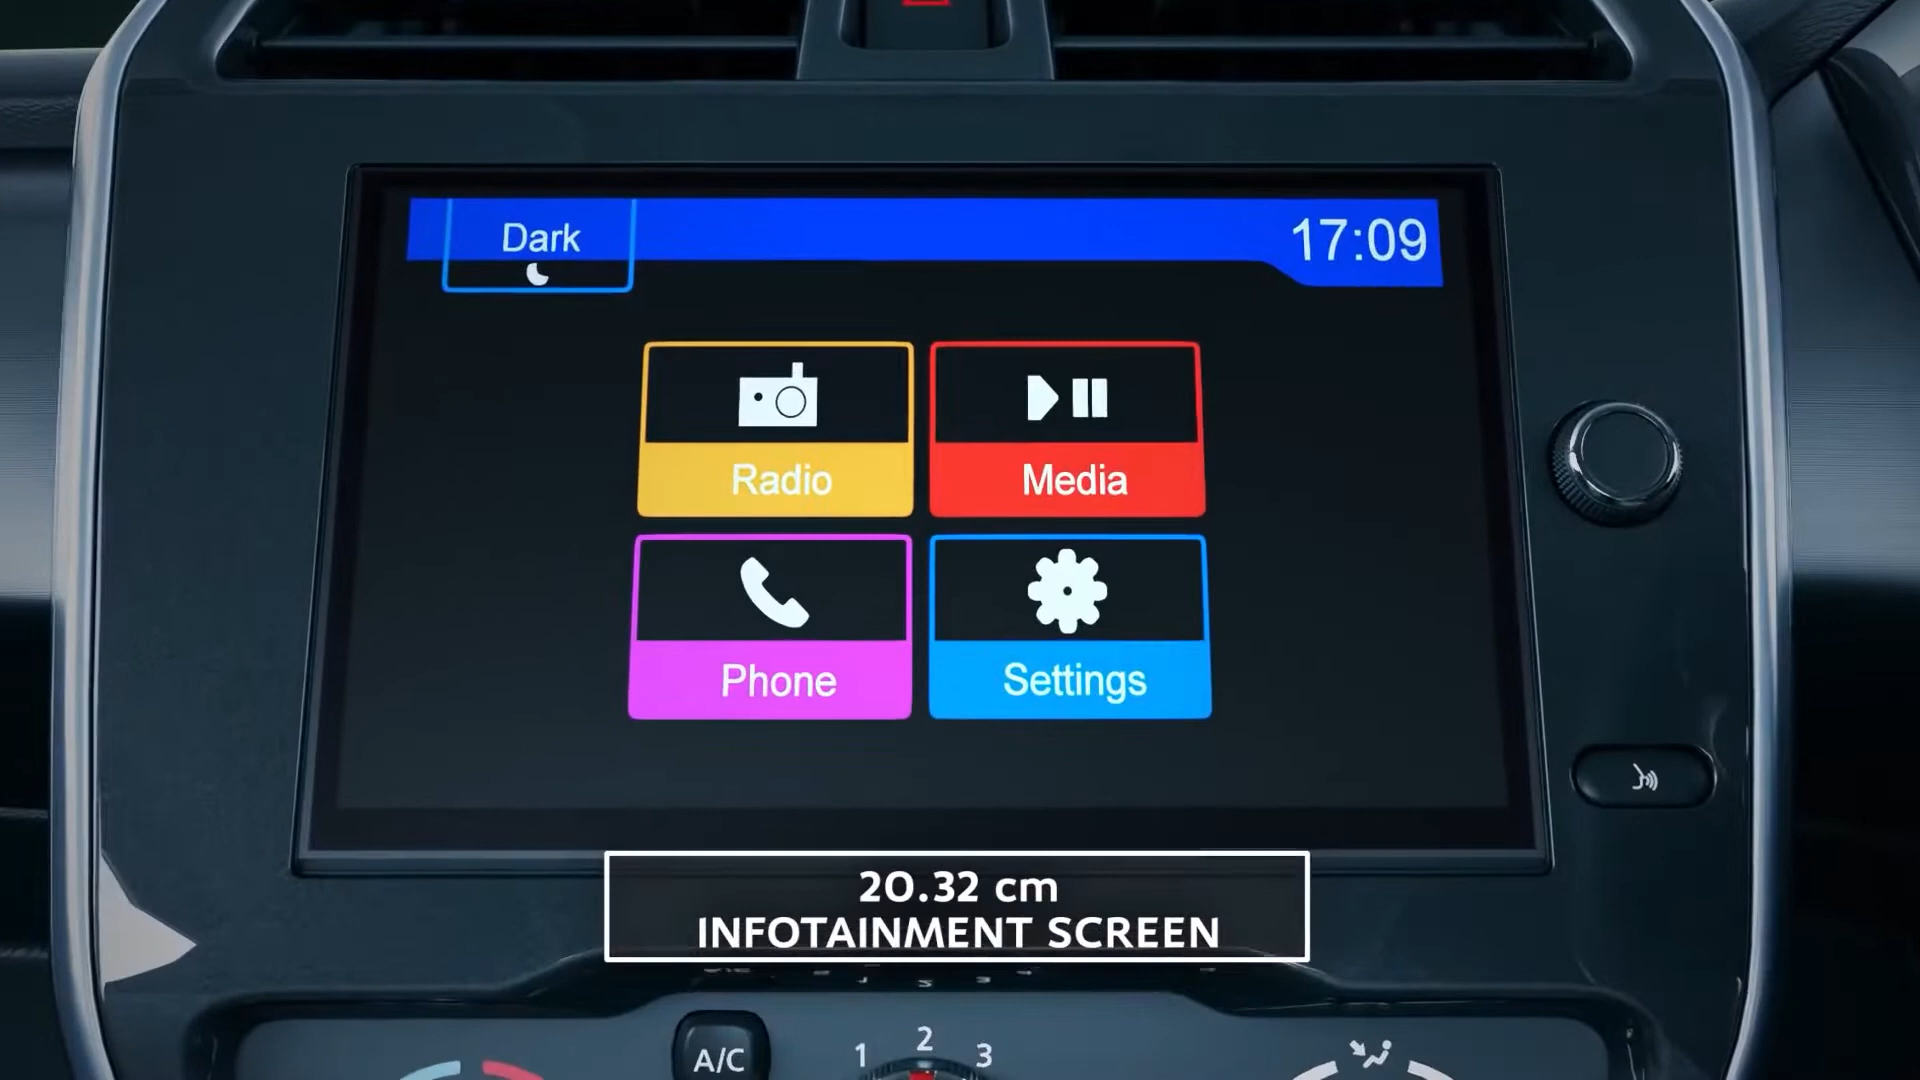 Dark
17:09
Radio
Media
Phone
Settings
20.32 cm
INFOTAINMENT SCREEN
A/C
1
2
3